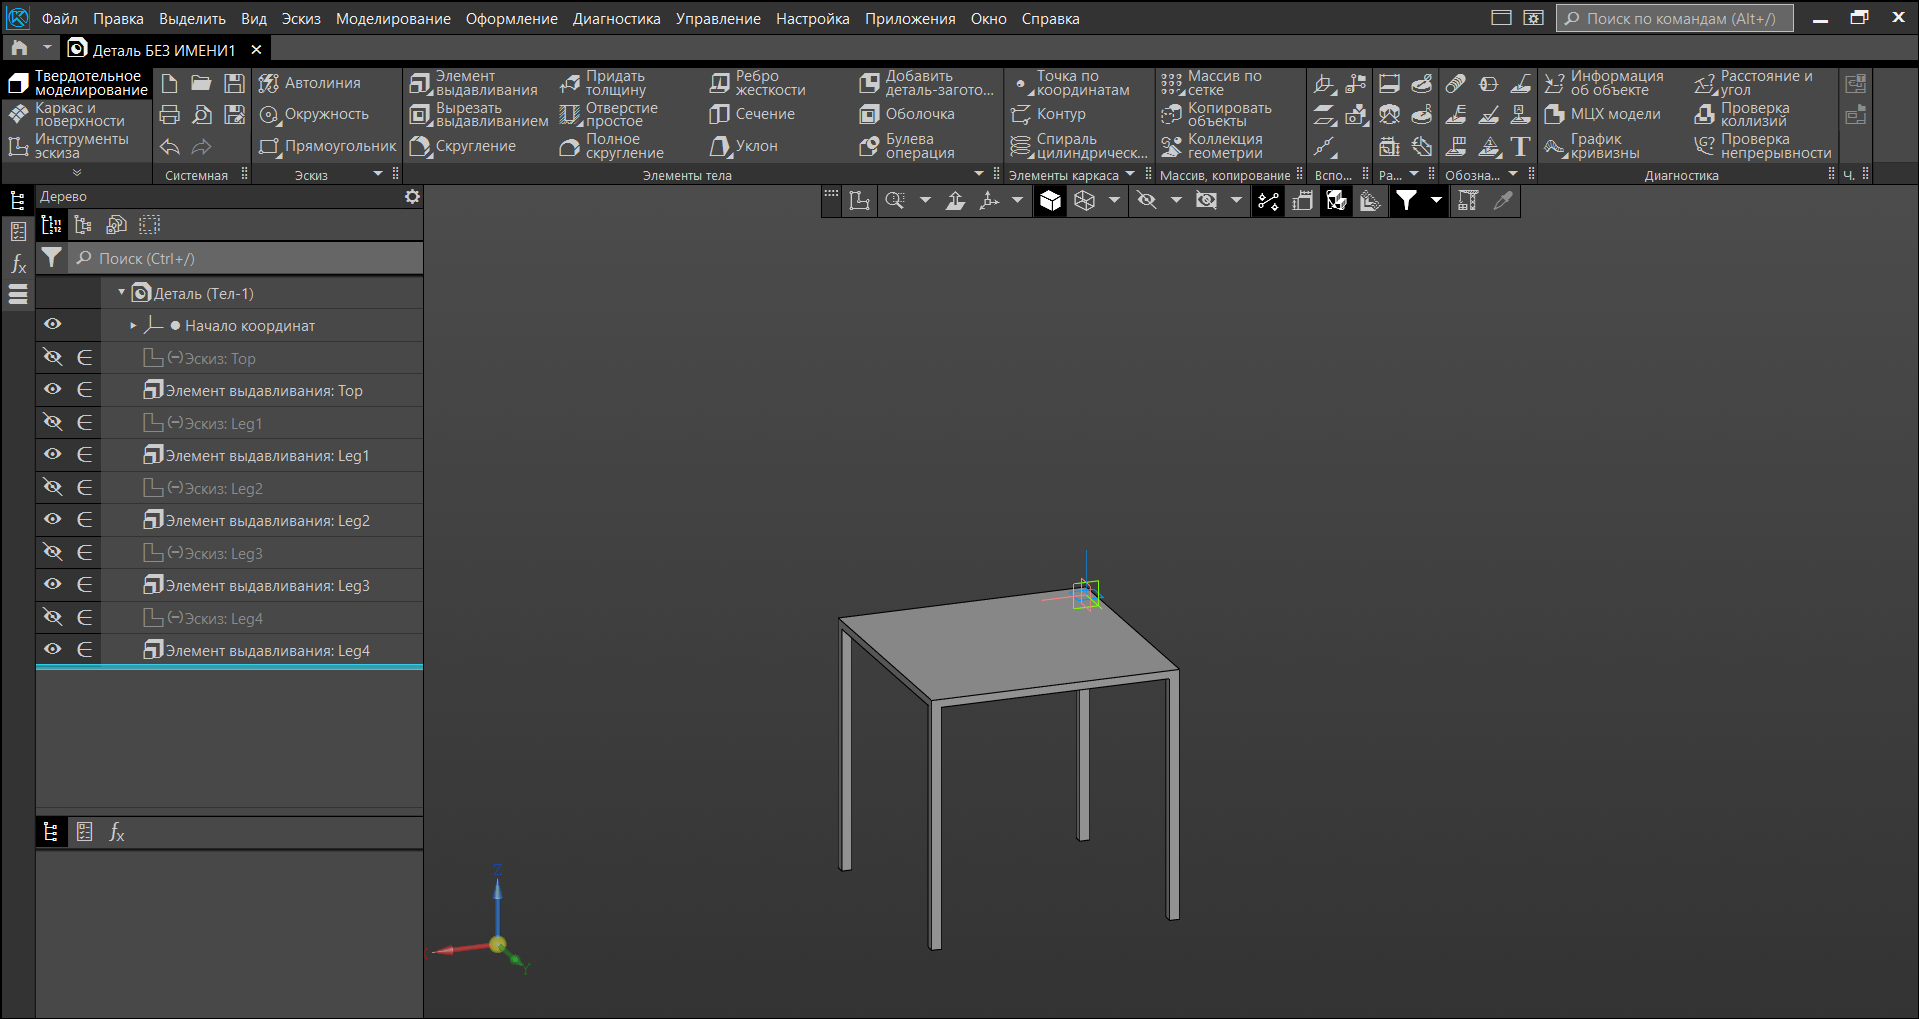 Файл Правка Выделить Вид Эскиз Моделирование Оформление Диагностика Управление Настройка Приложения Окно Справка
Поиск по командам (Alt+/)
Деталь БЕЗ ИМЕНИ1
Твердотельное
моделирование
Каркас и
поверхности
Инструменты
эскиза
Системная
Автолиния
Окружность
Прямоугольник
Эскиз
Элемент
выдавливания
Вырезать
выдавливанием
Скругление
Придать
толщину
Отверстие
простое
Полное
скругление
Ребро
жесткости
Сечение
Уклон
Добавить
деталь-загото...
Оболочка
Булева
операция
Элементы тела
Точка по
координатам
Контур
Спираль
цилиндрическ...
Элементы каркаса
Массив по
сетке
Копировать
объекты
Коллекция
геометрии
Массив, копирование
Вспо...
Ра...
Обозна...
Информация
об объекте
МЦХ модели
График
кривизны
Расстояние и
угол
Проверка
коллизий
Проверка
непрерывности
Диагностика
Ч.
Дерево
Поиск (Ctrl+/)
Деталь (Тел-1)
Начало координат
(−)Эскиз: Top
Элемент выдавливания: Top
(−)Эскиз: Leg1
Элемент выдавливания: Leg1
(−)Эскиз: Leg2
Элемент выдавливания: Leg2
(−)Эскиз: Leg3
Элемент выдавливания: Leg3
(−)Эскиз: Leg4
Элемент выдавливания: Leg4
Z
Y